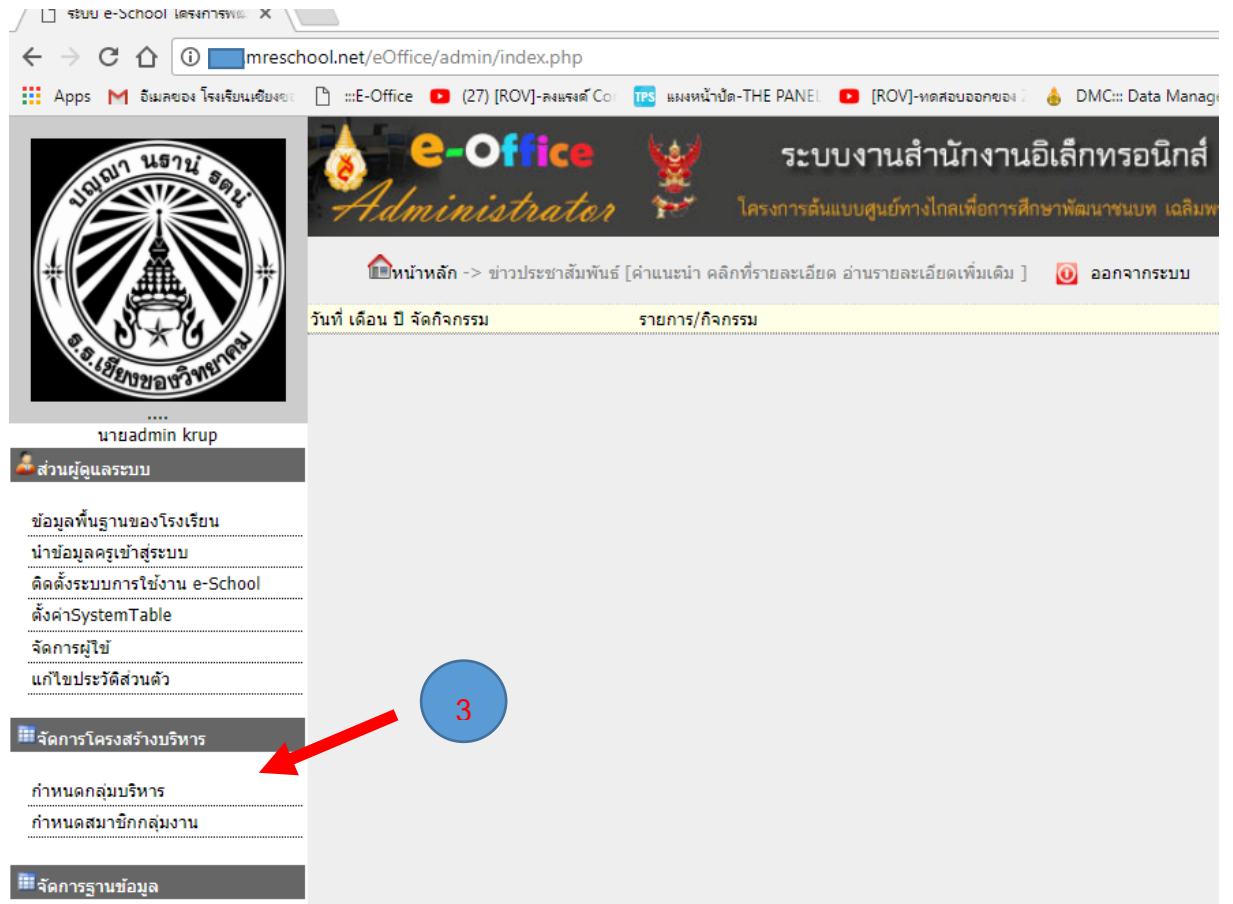 ระบบ e-School โครงการพัฒ
mreschool.net/eOffice/admin/index.php
Apps อีเมลของ โรงเรียนเชียงขอ :::E-Office (27) [ROV]-ลงแรงค์ Co TPS แผงหน้าปัด-THE PANEL [ROV]-ทดสอบออกของ DMC::: Data Manag
ปญญา นธานํ รตนํ
ร.ร.เชียงของวิทยาคม
e-Office
Administrator
ระบบงานสำนักงานอิเล็กทรอนิกส์
โครงการต้นแบบศูนย์ทางไกลเพื่อการศึกษาพัฒนาชนบท เฉลิมพ
หน้าหลัก -> ข่าวประชาสัมพันธ์ [คำแนะนำ คลิกที่รายละเอียด อ่านรายละเอียดเพิ่มเติม ] ออกจากระบบ
วันที่ เดือน ปี จัดกิจกรรม รายการ/กิจกรรม
....
นายadmin krup
ส่วนผู้ดูแลระบบ
ข้อมูลพื้นฐานของโรงเรียน
นำข้อมูลครูเข้าสู่ระบบ
ติดตั้งระบบการใช้งาน e-School
ตั้งค่าSystemTable
จัดการผู้ใช้
แก้ไขประวัติส่วนตัว
3
จัดการโครงสร้างบริหาร
กำหนดกลุ่มบริหาร
กำหนดสมาชิกกลุ่มงาน
จัดการฐานข้อมูล